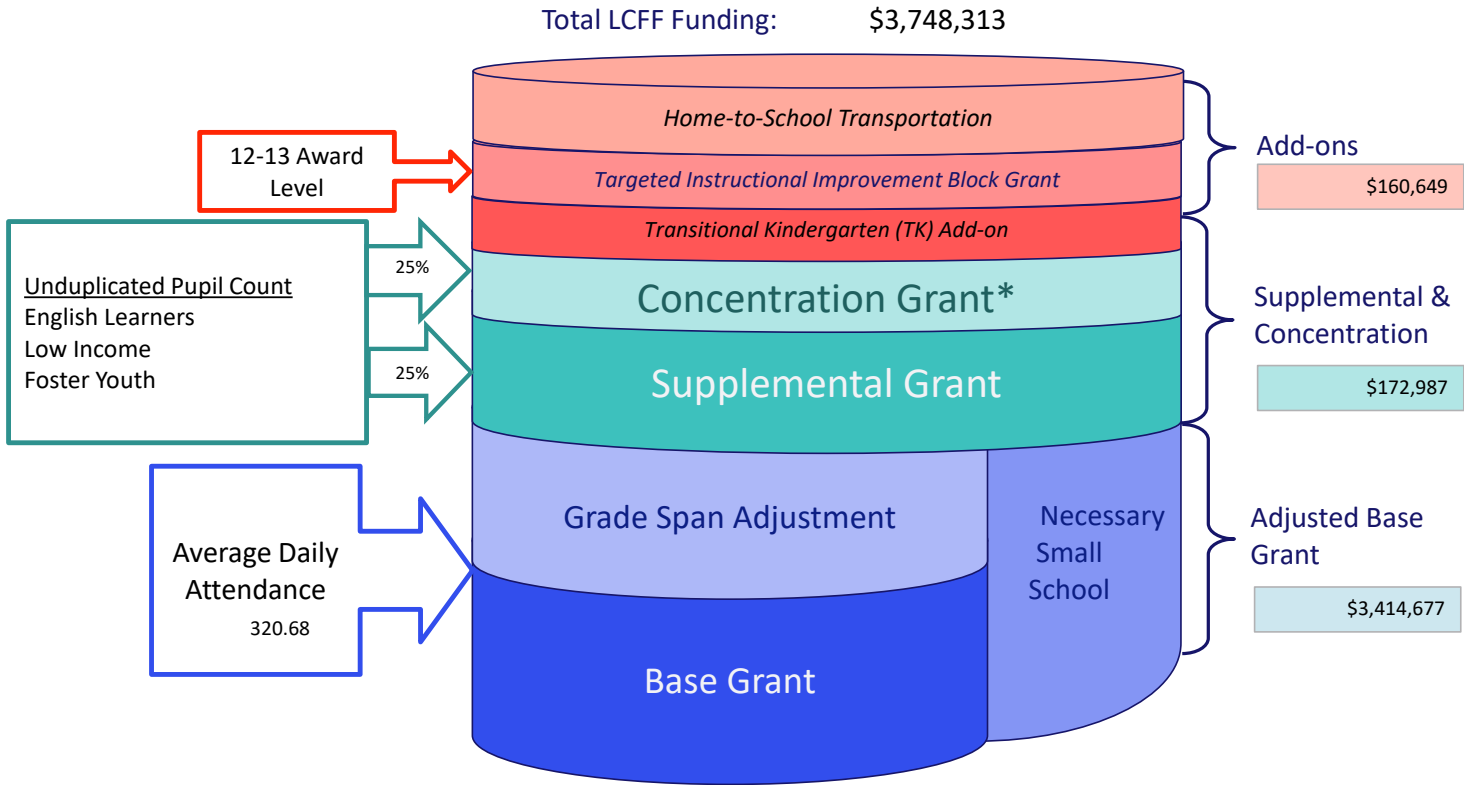 Total LCFF Funding: $3,748,313
Home-to-School Transportation
12-13 Award
Level
Targeted Instructional Improvement Block Grant
Add-ons
$160,649
Transitional Kindergarten (TK) Add-on
Unduplicated Pupil Count
English Learners
Low Income
Foster Youth
25%
25%
Concentration Grant*
Supplemental Grant
Supplemental &
Concentration
$172,987
Average Daily
Attendance
320.68
Grade Span Adjustment
Base Grant
Necessary
Small
School
Adjusted Base
Grant
$3,414,677